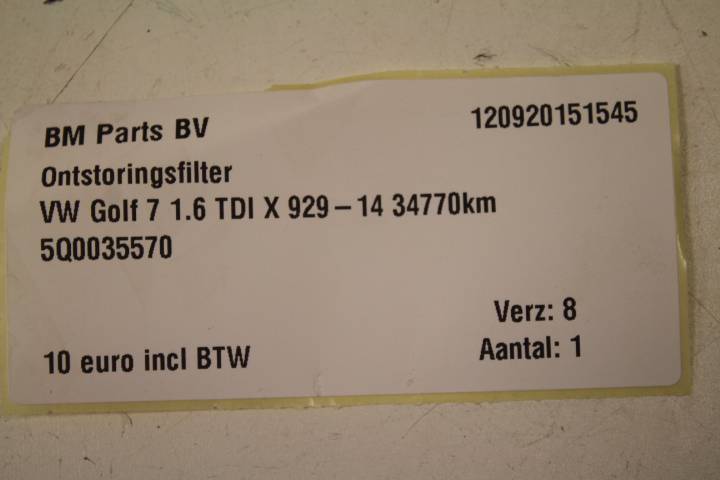 BM Parts BV 120920151545
Ontstoringsfilter
VW Golf 7 1.6 TDI X 929-14 34770km
5Q0035570
Verz: 8
10 euro incl BTW Aantal: 1